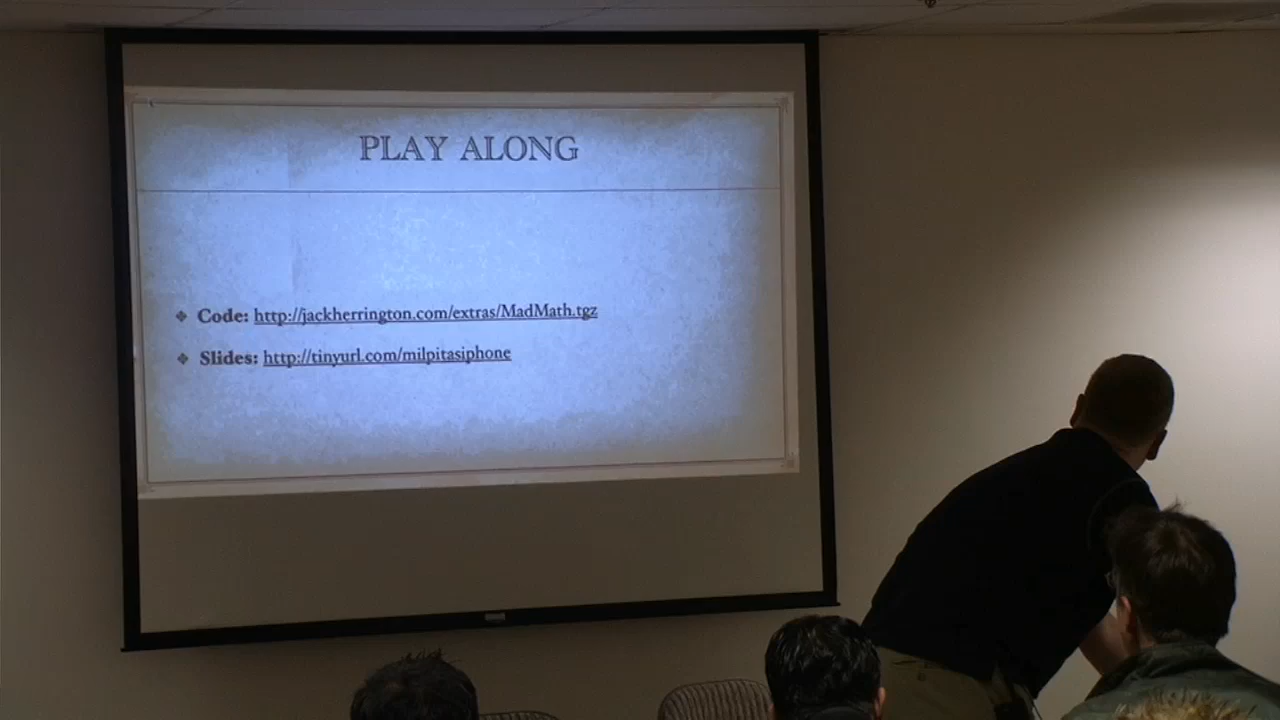 PLAY ALONG
❖ Code: http://jackherrington.com/extras/MadMath.tgz
❖ Slides: http://tinyurl.com/milpitasiphone